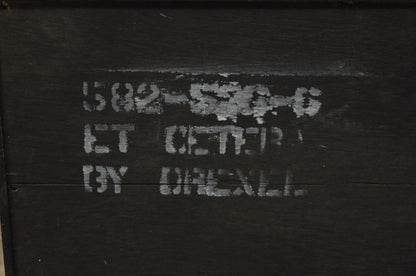 582-   -6
ET CETERA
BY DREXEL